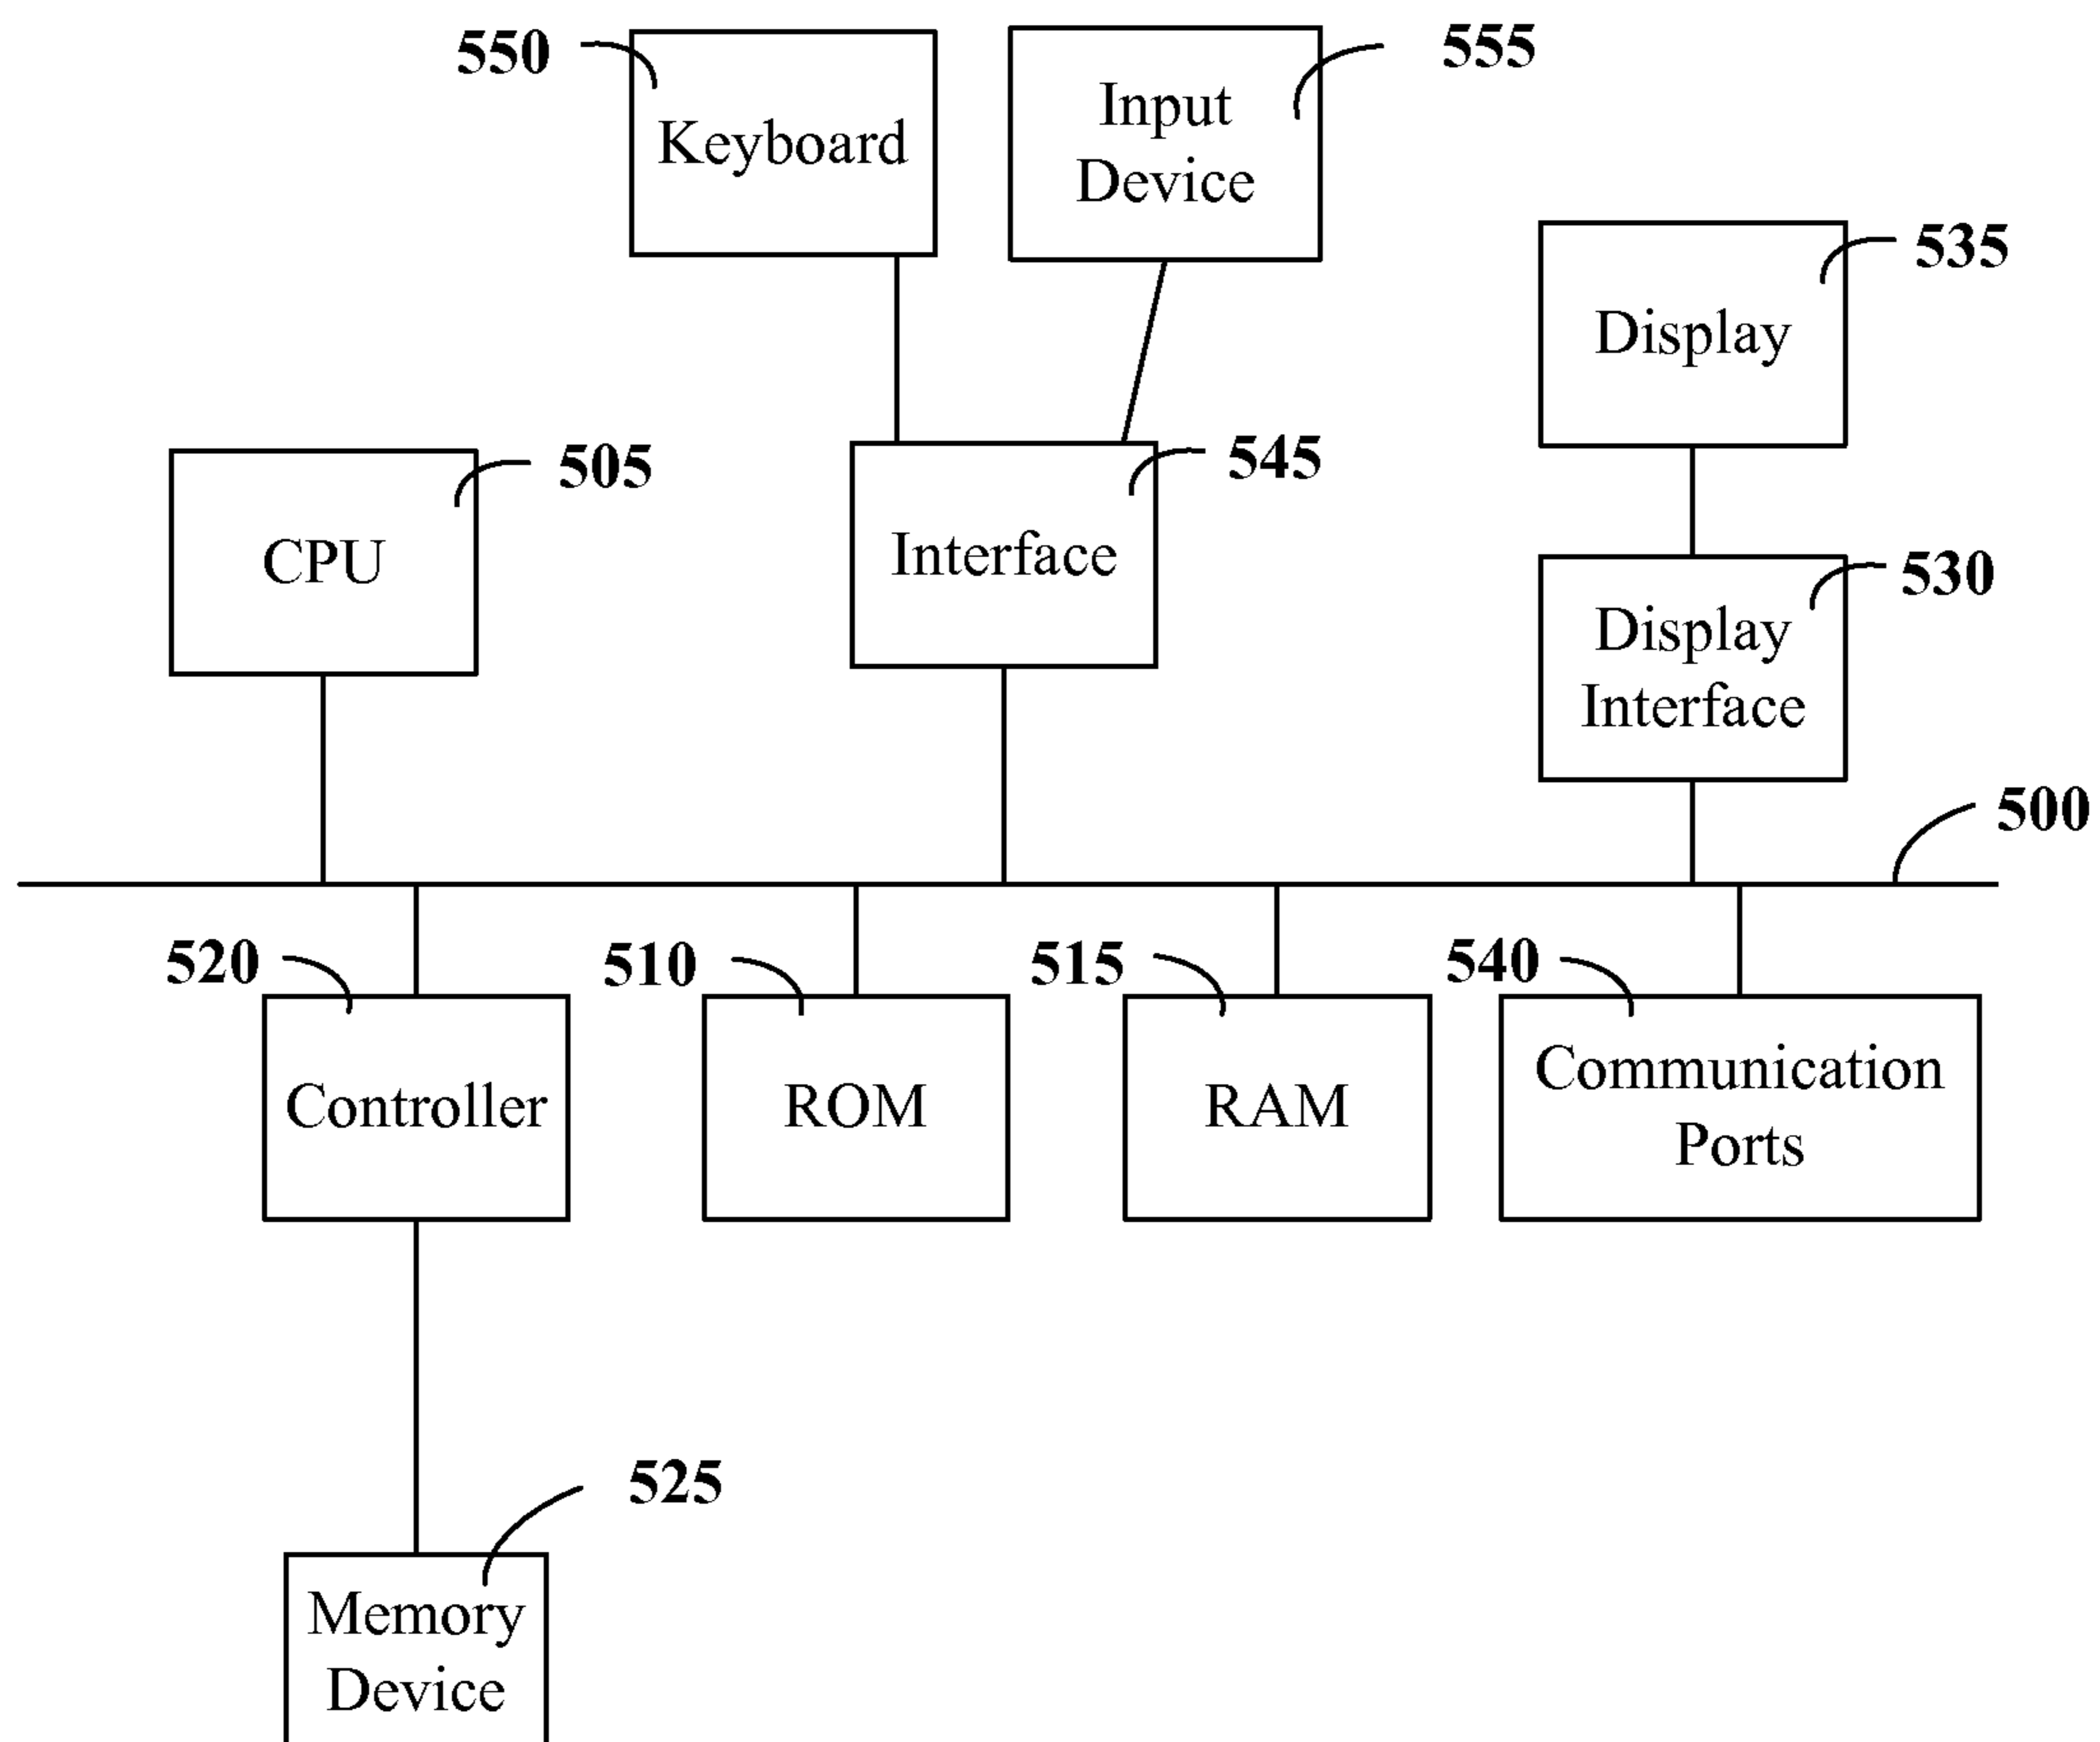 550
Keyboard
Input
Device
555
Display
535
CPU
505
Interface
545
Display
Interface
530
500
520
Controller
510
ROM
515
RAM
540
Communication
Ports
525
Memory
Device